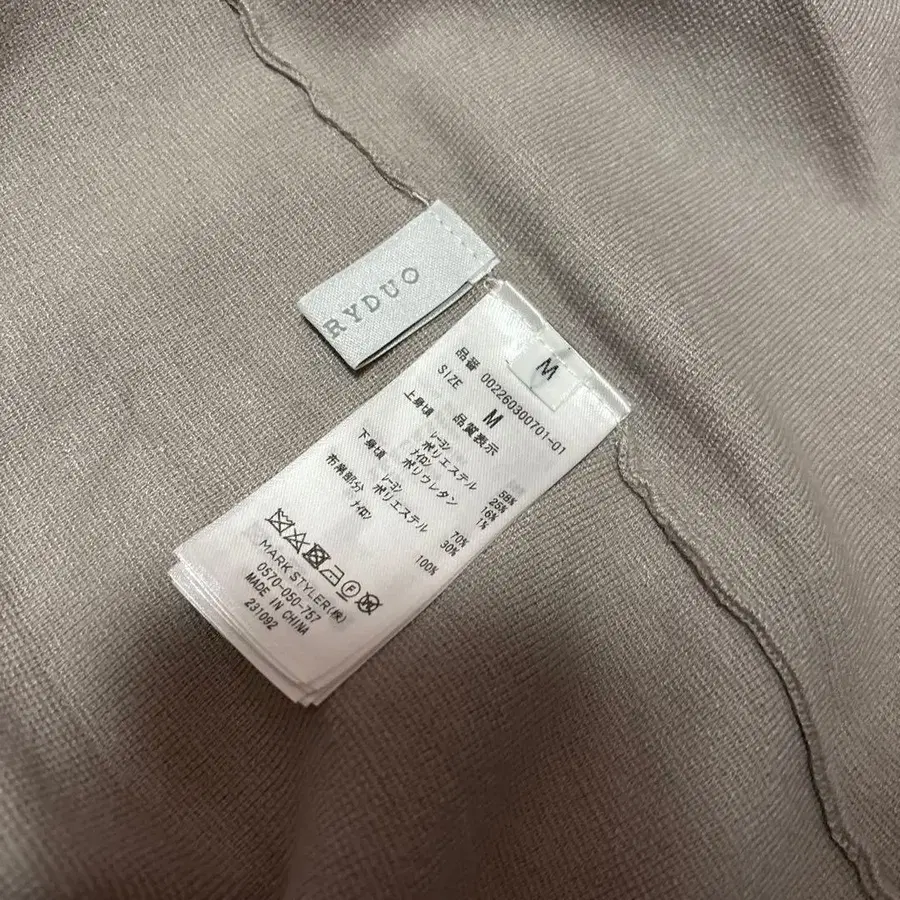 RYDUO
M
品番 002260300701-01
SIZE M
品質表示
上身頃 レーヨン 58%
ポリエステル 25%
ナイロン 16%
ポリウレタン 1%
下身頃 レーヨン 70%
ポリエステル 30%
布帛部分 ナイロン 100%
F
MARK STYLER(株)
0570-050-757
MADE IN CHINA
231092